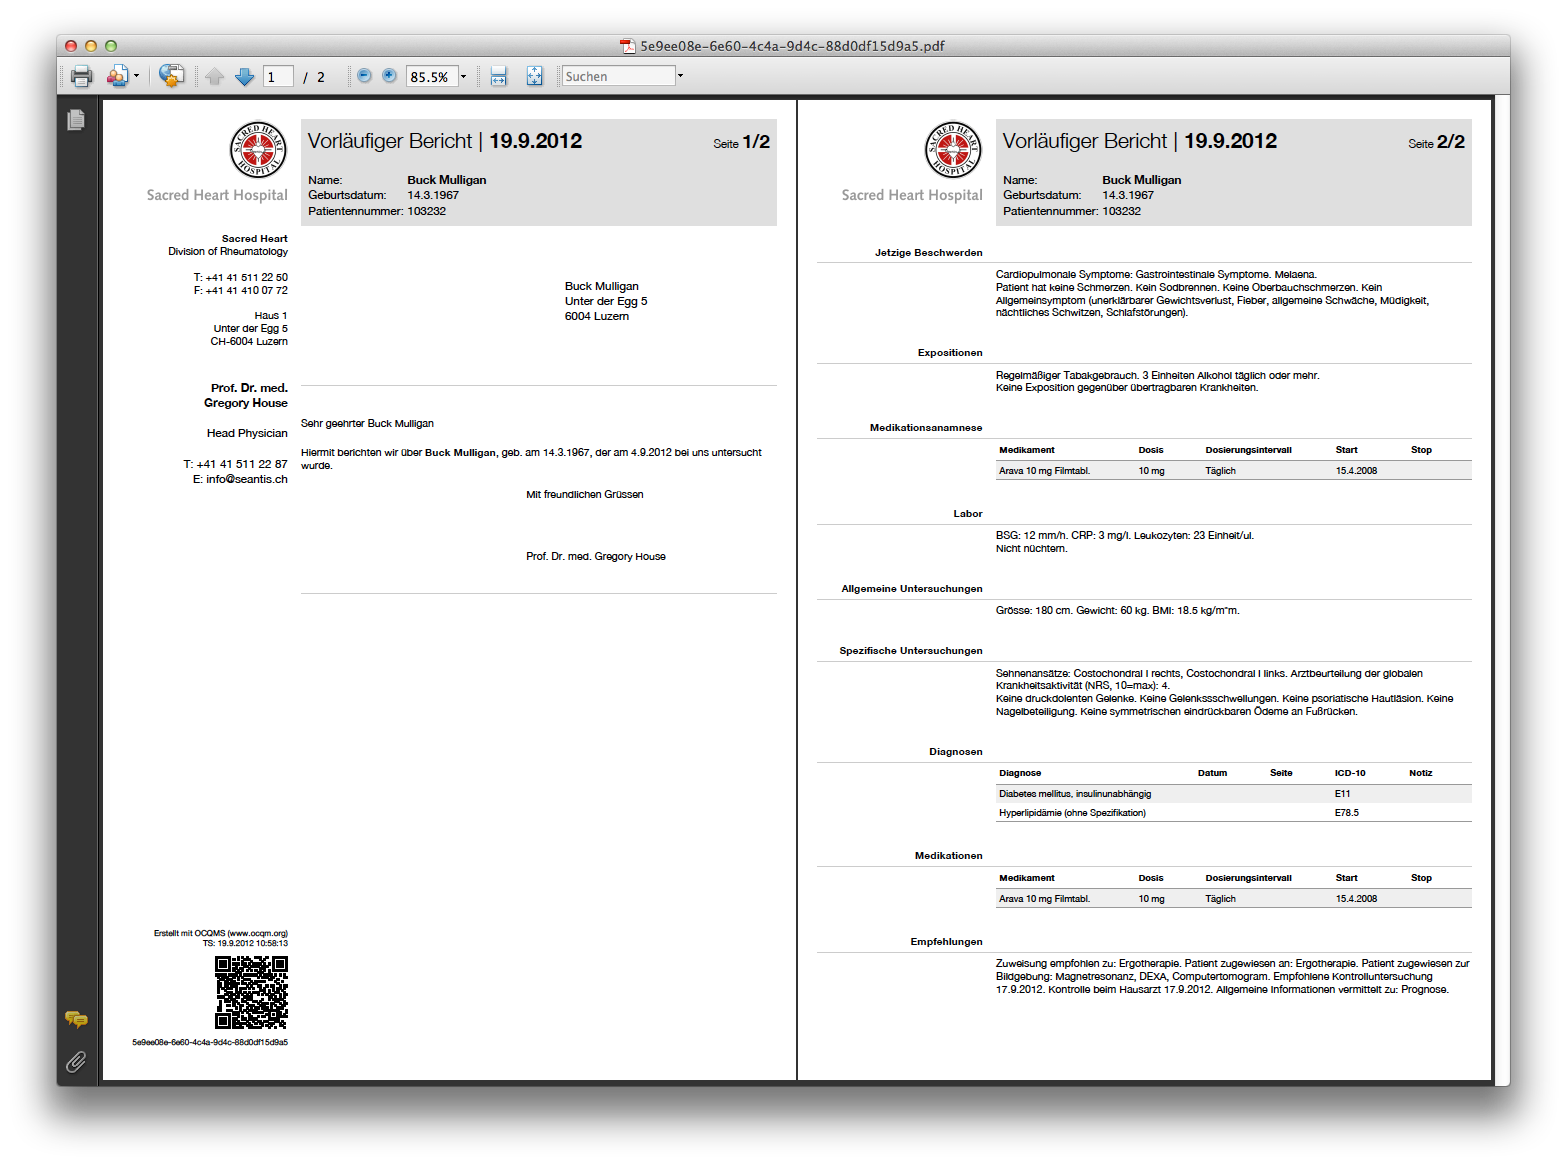 5e9ee08e-6e60-4c4a-9d4c-88d0df15d9a5.pdf
1 / 2
85.5%
Suchen
SACRED HEART HOSPITAL
Sacred Heart Hospital
Vorläufiger Bericht | 19.9.2012
Seite 1/2
Name: Buck Mulligan
Geburtsdatum: 14.3.1967
Patientennummer: 103232
Sacred Heart
Division of Rheumatology
T: +41 41 511 22 50
F: +41 41 410 07 72
Haus 1
Unter der Egg 5
CH-6004 Luzern
Prof. Dr. med.
Gregory House
Head Physician
T: +41 41 511 22 87
E: info@seantis.ch
Buck Mulligan
Unter der Egg 5
6004 Luzern
Sehr geehrter Buck Mulligan
Hiermit berichten wir über Buck Mulligan, geb. am 14.3.1967, der am 4.9.2012 bei uns untersucht
wurde.
Mit freundlichen Grüssen
Prof. Dr. med. Gregory House
Erstellt mit OCQMS (www.ocqm.org)
TS: 19.9.2012 10:58:13
5e9ee08e-6e60-4c4a-9d4c-88d0df15d9a5
SACRED HEART HOSPITAL
Sacred Heart Hospital
Vorläufiger Bericht | 19.9.2012
Seite 2/2
Name: Buck Mulligan
Geburtsdatum: 14.3.1967
Patientennummer: 103232
Jetzige Beschwerden
Cardiopulmonale Symptome: Gastrointestinale Symptome. Melaena.
Patient hat keine Schmerzen. Kein Sodbrennen. Keine Oberbauchschmerzen. Kein
Allgemeinsymptom (unerklärbarer Gewichtsverlust, Fieber, allgemeine Schwäche, Müdigkeit,
nächtliches Schwitzen, Schlafstörungen).
Expositionen
Regelmäßiger Tabakgebrauch. 3 Einheiten Alkohol täglich oder mehr.
Keine Exposition gegenüber übertragbaren Krankheiten.
Medikationsanamnese
Medikament Dosis Dosierungsintervall Start Stop
Arava 10 mg Filmtabl. 10 mg Täglich 15.4.2008
Labor
BSG: 12 mm/h. CRP: 3 mg/l. Leukozyten: 23 Einheit/ul.
Nicht nüchtern.
Allgemeine Untersuchungen
Grösse: 180 cm. Gewicht: 60 kg. BMI: 18.5 kg/m"m.
Spezifische Untersuchungen
Sehnenansätze: Costochondral I rechts, Costochondral I links. Arztbeurteilung der globalen
Krankheitsaktivität (NRS, 10=max): 4.
Keine druckdolenten Gelenke. Keine Gelenkssschwellungen. Keine psoriatische Hautläsion. Keine
Nagelbeteiligung. Keine symmetrischen eindrückbaren Ödeme an Fußrücken.
Diagnosen
Diagnose Datum Seite ICD-10 Notiz
Diabetes mellitus, insulinunabhängig E11
Hyperlipidämie (ohne Spezifikation) E78.5
Medikationen
Medikament Dosis Dosierungsintervall Start Stop
Arava 10 mg Filmtabl. 10 mg Täglich 15.4.2008
Empfehlungen
Zuweisung empfohlen zu: Ergotherapie. Patient zugewiesen an: Ergotherapie. Patient zugewiesen zur
Bildgebung: Magnetresonanz, DEXA, Computertomogram. Empfohlene Kontrolluntersuchung
17.9.2012. Kontrolle beim Hausarzt 17.9.2012. Allgemeine Informationen vermittelt zu: Prognose.